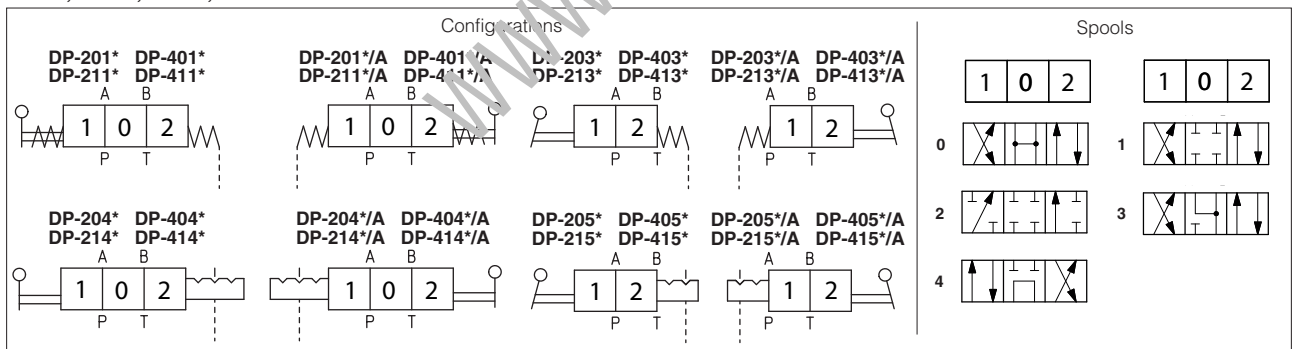 Configurations
Spools
DP-201* DP-401*
DP-211* DP-411*
A B
1 0 2
P T
DP-201*/A DP-401*/A
DP-211*/A DP-411*/A
A B
1 0 2
P T
DP-203* DP-403*
DP-213* DP-413*
A B
1 2
P T
DP-203*/A DP-403*/A
DP-213*/A DP-413*/A
A B
1 2
P T
DP-204* DP-404*
DP-214* DP-414*
A B
1 0 2
P T
DP-204*/A DP-404*/A
DP-214*/A DP-414*/A
A B
1 0 2
P T
DP-205* DP-405*
DP-215* DP-415*
A B
1 2
P T
DP-205*/A DP-405*/A
DP-215*/A DP-415*/A
A B
1 2
P T
1 0 2
1 0 2
0
1
2
3
4